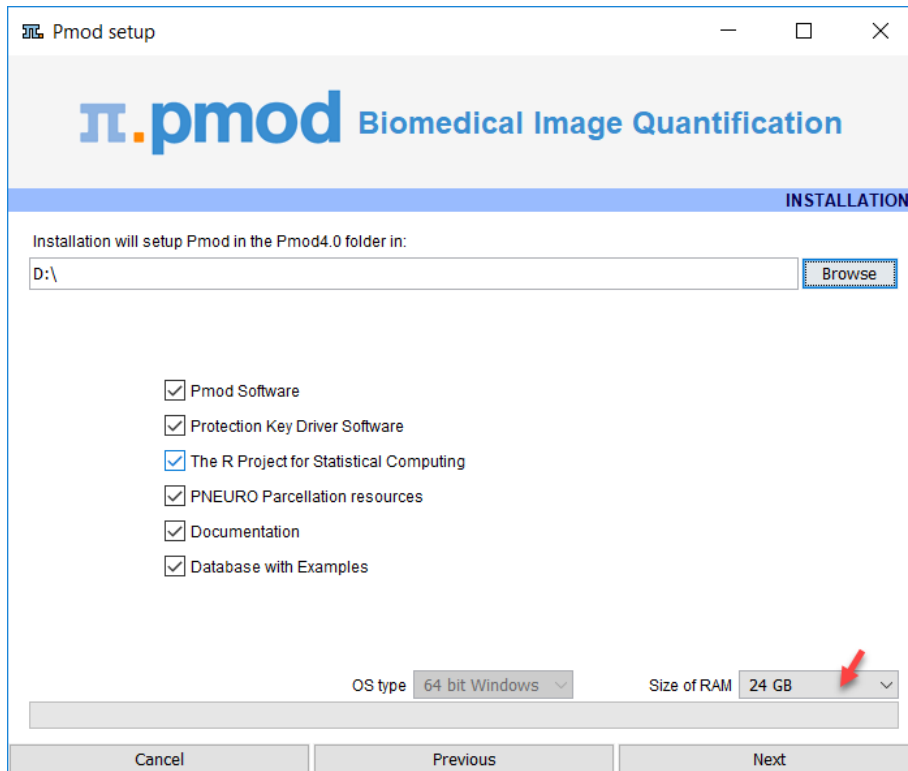 Pmod setup
π.pmod Biomedical Image Quantification
INSTALLATION
Installation will setup Pmod in the Pmod4.0 folder in:
D:\ Browse
Pmod Software
Protection Key Driver Software
The R Project for Statistical Computing
PNEURO Parcellation resources
Documentation
Database with Examples
OS type 64 bit Windows Size of RAM 24 GB
Cancel Previous Next